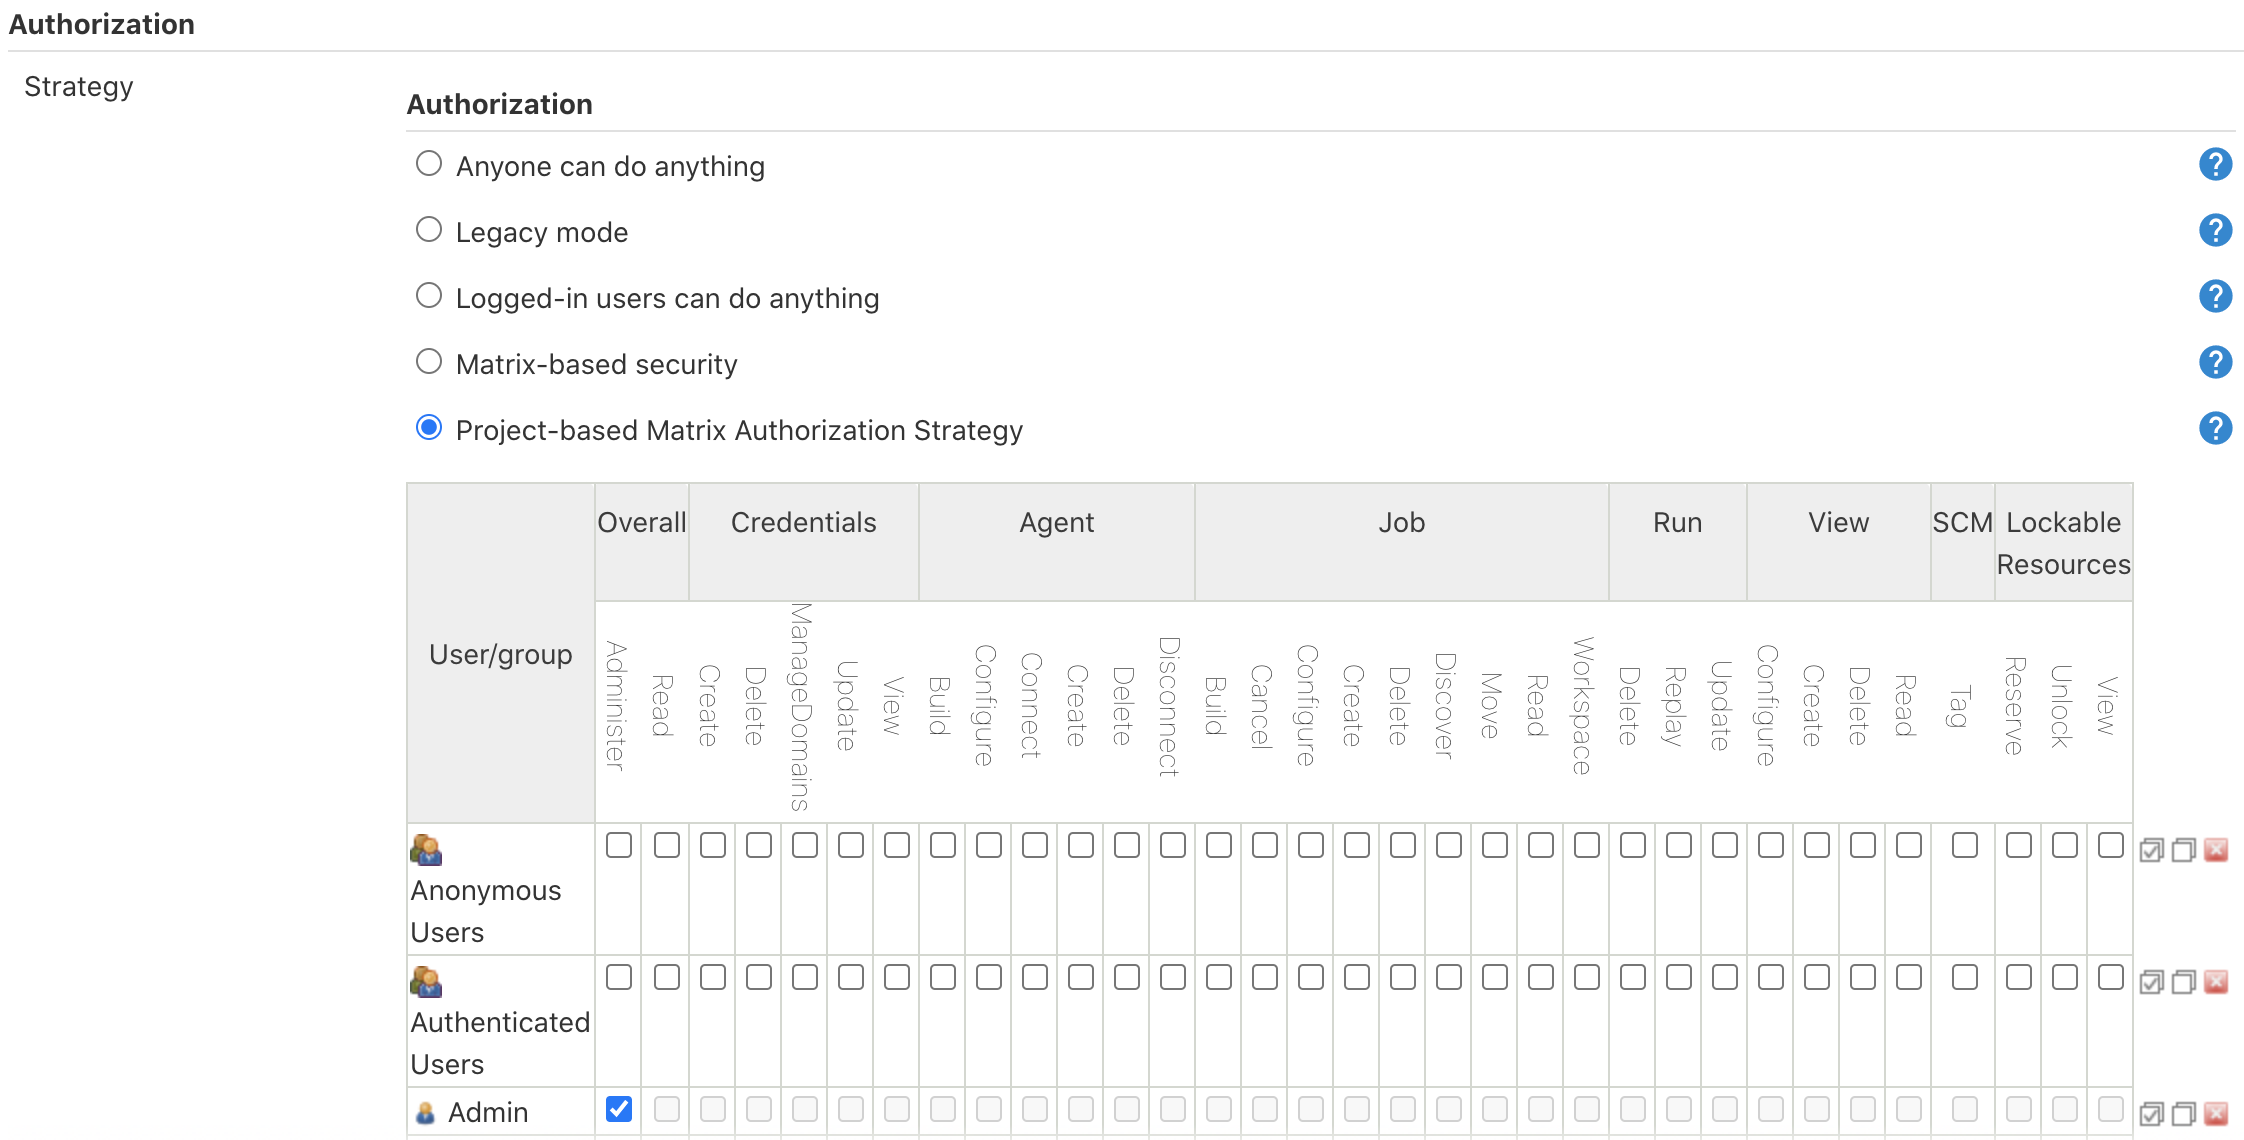 Authorization
Strategy
Authorization
Anyone can do anything
Legacy mode
Logged-in users can do anything
Matrix-based security
Project-based Matrix Authorization Strategy
User/group
Overall
Credentials
Agent
Job
Run
View
SCM
Lockable
Resources
Administer
Read
Create
Delete
ManageDomains
Update
View
Build
Configure
Connect
Create
Delete
Disconnect
Build
Cancel
Configure
Create
Delete
Discover
Move
Read
Workspace
Delete
Replay
Update
Configure
Create
Delete
Read
Tag
Reserve
Unlock
View
Anonymous
Users
Authenticated
Users
Admin